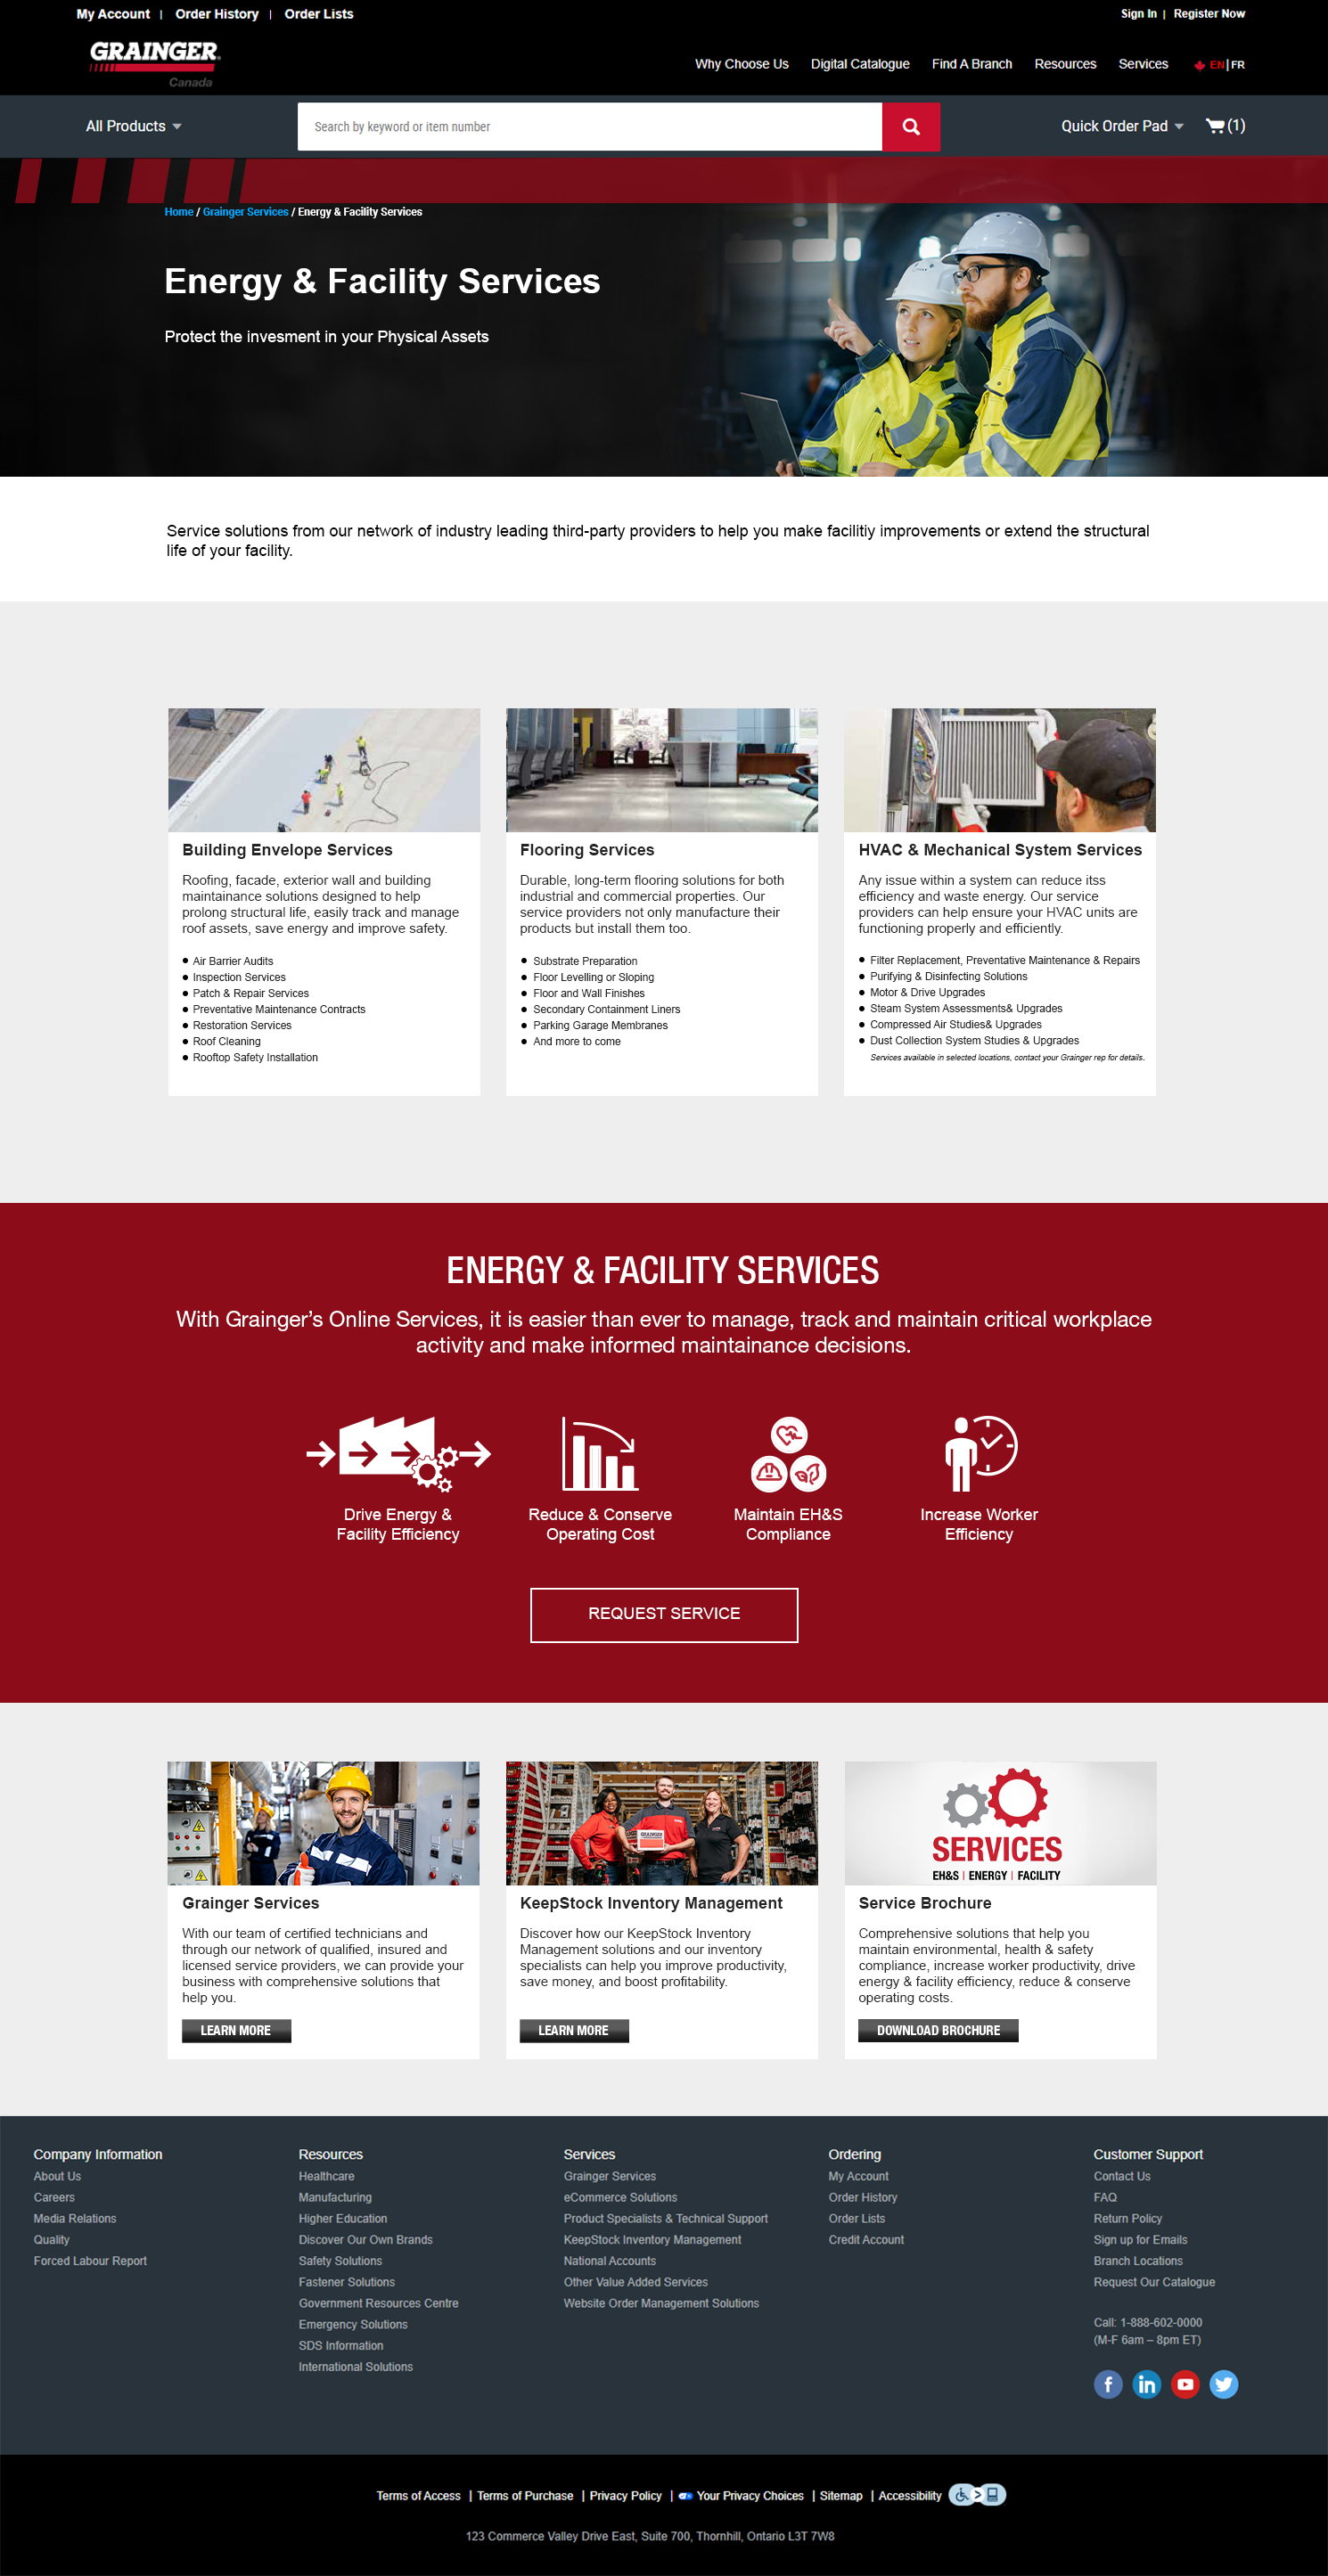 My Account | Order History | Order Lists
Sign In | Register Now
GRAINGER
Canada
Why Choose Us Digital Catalogue Find A Branch Resources Services EN|FR
All Products
Search by keyword or item number
Quick Order Pad (1)
Home / Grainger Services / Energy & Facility Services
Energy & Facility Services
Protect the invesment in your Physical Assets
Service solutions from our network of industry leading third-party providers to help you make facilitiy improvements or extend the structural
life of your facility.
Building Envelope Services
Roofing, facade, exterior wall and building
maintainance solutions designed to help
prolong structural life, easily track and manage
roof assets, save energy and improve safety.
• Air Barrier Audits
• Inspection Services
• Patch & Repair Services
• Preventative Maintenance Contracts
• Restoration Services
• Roof Cleaning
• Rooftop Safety Installation
Flooring Services
Durable, long-term flooring solutions for both
industrial and commercial properties. Our
service providers not only manufacture their
products but install them too.
• Substrate Preparation
• Floor Levelling or Sloping
• Floor and Wall Finishes
• Secondary Containment Liners
• Parking Garage Membranes
• And more to come
HVAC & Mechanical System Services
Any issue within a system can reduce itss
efficiency and waste energy. Our service
providers can help ensure your HVAC units are
functioning properly and efficiently.
• Filter Replacement, Preventative Maintenance & Repairs
• Purifying & Disinfecting Solutions
• Motor & Drive Upgrades
• Steam System Assessments& Upgrades
• Compressed Air Studies& Upgrades
• Dust Collection System Studies & Upgrades
Services available in selected locations, contact your Grainger rep for details.
ENERGY & FACILITY SERVICES
With Grainger's Online Services, it is easier than ever to manage, track and maintain critical workplace
activity and make informed maintainance decisions.
Drive Energy &
Facility Efficiency
Reduce & Conserve
Operating Cost
Maintain EH&S
Compliance
Increase Worker
Efficiency
REQUEST SERVICE
Grainger Services
With our team of certified technicians and
through our network of qualified, insured and
licensed service providers, we can provide your
business with comprehensive solutions that
help you.
LEARN MORE
GRAINGER
KeepStock Inventory Management
Discover how our KeepStock Inventory
Management solutions and our inventory
specialists can help you improve productivity,
save money, and boost profitability.
LEARN MORE
SERVICES
EH&S | ENERGY | FACILITY
Service Brochure
Comprehensive solutions that help you
maintain environmental, health & safety
compliance, increase worker productivity, drive
energy & facility efficiency, reduce & conserve
operating costs.
DOWNLOAD BROCHURE
Company Information
About Us
Careers
Media Relations
Quality
Forced Labour Report
Resources
Healthcare
Manufacturing
Higher Education
Discover Our Own Brands
Safety Solutions
Fastener Solutions
Government Resources Centre
Emergency Solutions
SDS Information
International Solutions
Services
Grainger Services
eCommerce Solutions
Product Specialists & Technical Support
KeepStock Inventory Management
National Accounts
Other Value Added Services
Website Order Management Solutions
Ordering
My Account
Order History
Order Lists
Credit Account
Customer Support
Contact Us
FAQ
Return Policy
Sign up for Emails
Branch Locations
Request Our Catalogue
Call: 1-888-602-0000
(M-F 6am – 8pm ET)
Terms of Access | Terms of Purchase | Privacy Policy | Your Privacy Choices | Sitemap | Accessibility
123 Commerce Valley Drive East, Suite 700, Thornhill, Ontario L3T 7W8